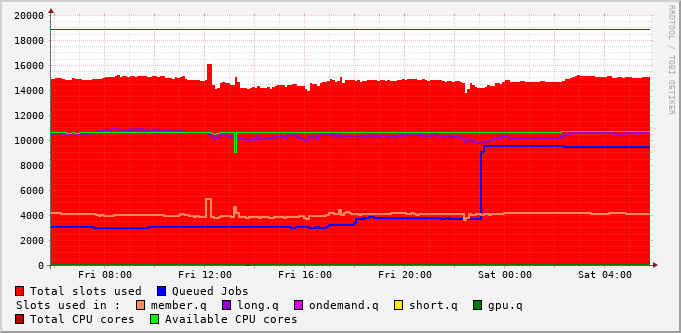 RRDTOOL / TOBI OETIKER
20000
18000
16000
14000
12000
10000
8000
6000
4000
2000
0
Fri 08:00 Fri 12:00 Fri 16:00 Fri 20:00 Sat 00:00 Sat 04:00
Total slots used Queued Jobs
Slots used in : member.q long.q ondemand.q short.q gpu.q
Total CPU cores Available CPU cores